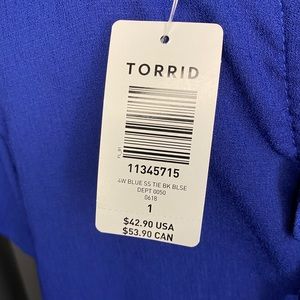 TORRID
11345715
4W BLUE SS TIE BK BLSE
DEPT 0050
0618
1
$42.90 USA
$53.90 CAN